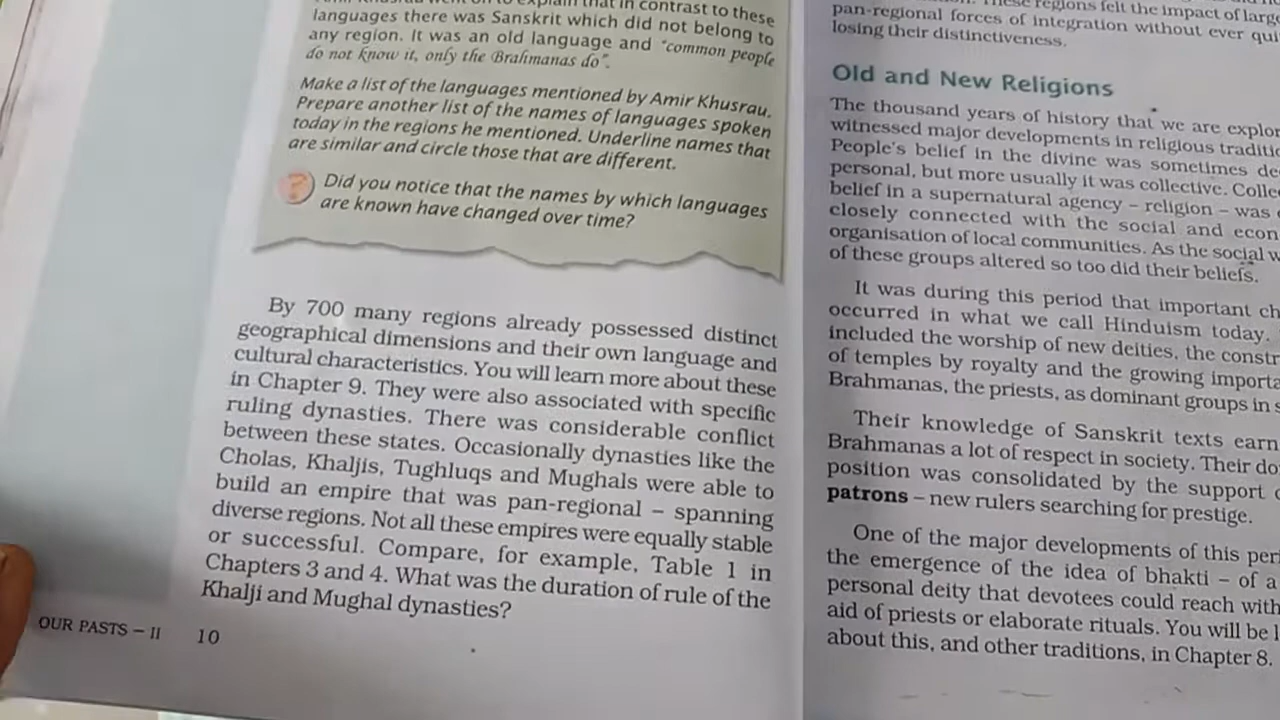 languages there was Sanskrit which did not belong to
any region. It was an old language and "common people
do not know it, only the Brahmanas do".
Make a list of the languages mentioned by Amir Khusrau.
Prepare another list of the names of languages spoken
today in the regions he mentioned. Underline names that
are similar and circle those that are different.
?
Did you notice that the names by which languages
are known have changed over time?
By 700 many regions already possessed distinct
geographical dimensions and their own language and
cultural characteristics. You will learn more about these
in Chapter 9. They were also associated with specific
ruling dynasties. There was considerable conflict
between these states. Occasionally dynasties like the
Cholas, Khaljis, Tughluqs and Mughals were able to
build an empire that was pan-regional – spanning
diverse regions. Not all these empires were equally stable
or successful. Compare, for example, Table 1 in
Chapters 3 and 4. What was the duration of rule of the
Khalji and Mughal dynasties?
OUR PASTS – II 10
These regions felt the impact of
pan-regional forces of integration without ever
losing their distinctiveness.
Old and New Religions
The thousand years of history that we are
witnessed major developments in religious
People's belief in the divine was sometimes
personal, but more usually it was collective.
belief in a supernatural agency – religion – was
closely connected with the social and
organisation of local communities. As the social
of these groups altered so too did their beliefs.
It was during this period that important
occurred in what we call Hinduism today.
included the worship of new deities, the
of temples by royalty and the growing
Brahmanas, the priests, as dominant groups in
Their knowledge of Sanskrit texts
Brahmanas a lot of respect in society. Their
position was consolidated by the support
patrons – new rulers searching for prestige.
One of the major developments of this
the emergence of the idea of bhakti – of a
personal deity that devotees could reach
aid of priests or elaborate rituals. You will be
about this, and other traditions, in Chapter 8.